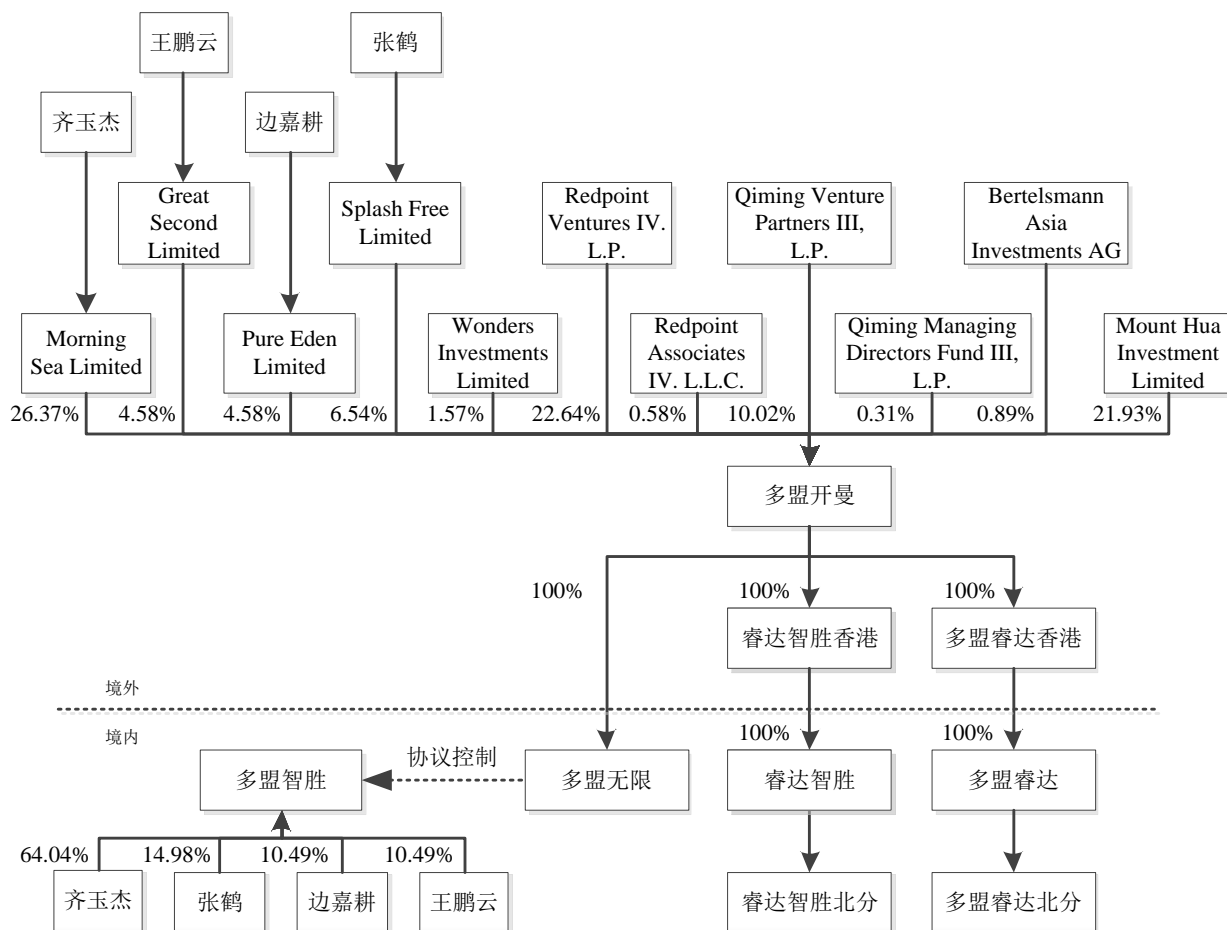 王鹏云
张鹤
齐玉杰
边嘉耕
Great
Second
Limited
Splash Free
Limited
Redpoint
Ventures IV.
L.P.
Qiming Venture
Partners III,
L.P.
Bertelsmann
Asia
Investments AG
Morning
Sea Limited
Pure Eden
Limited
Wonders
Investments
Limited
Redpoint
Associates
IV. L.L.C.
Qiming Managing
Directors Fund III,
L.P.
Mount Hua
Investment
Limited
26.37%
4.58%
4.58%
6.54%
1.57%
22.64%
0.58%
10.02%
0.31%
0.89%
21.93%
多盟开曼
100%
100%
100%
睿达智胜香港
多盟睿达香港
境外
境内
100%
100%
多盟智胜
协议控制
多盟无限
睿达智胜
多盟睿达
64.04%
14.98%
10.49%
10.49%
齐玉杰
张鹤
边嘉耕
王鹏云
睿达智胜北分
多盟睿达北分